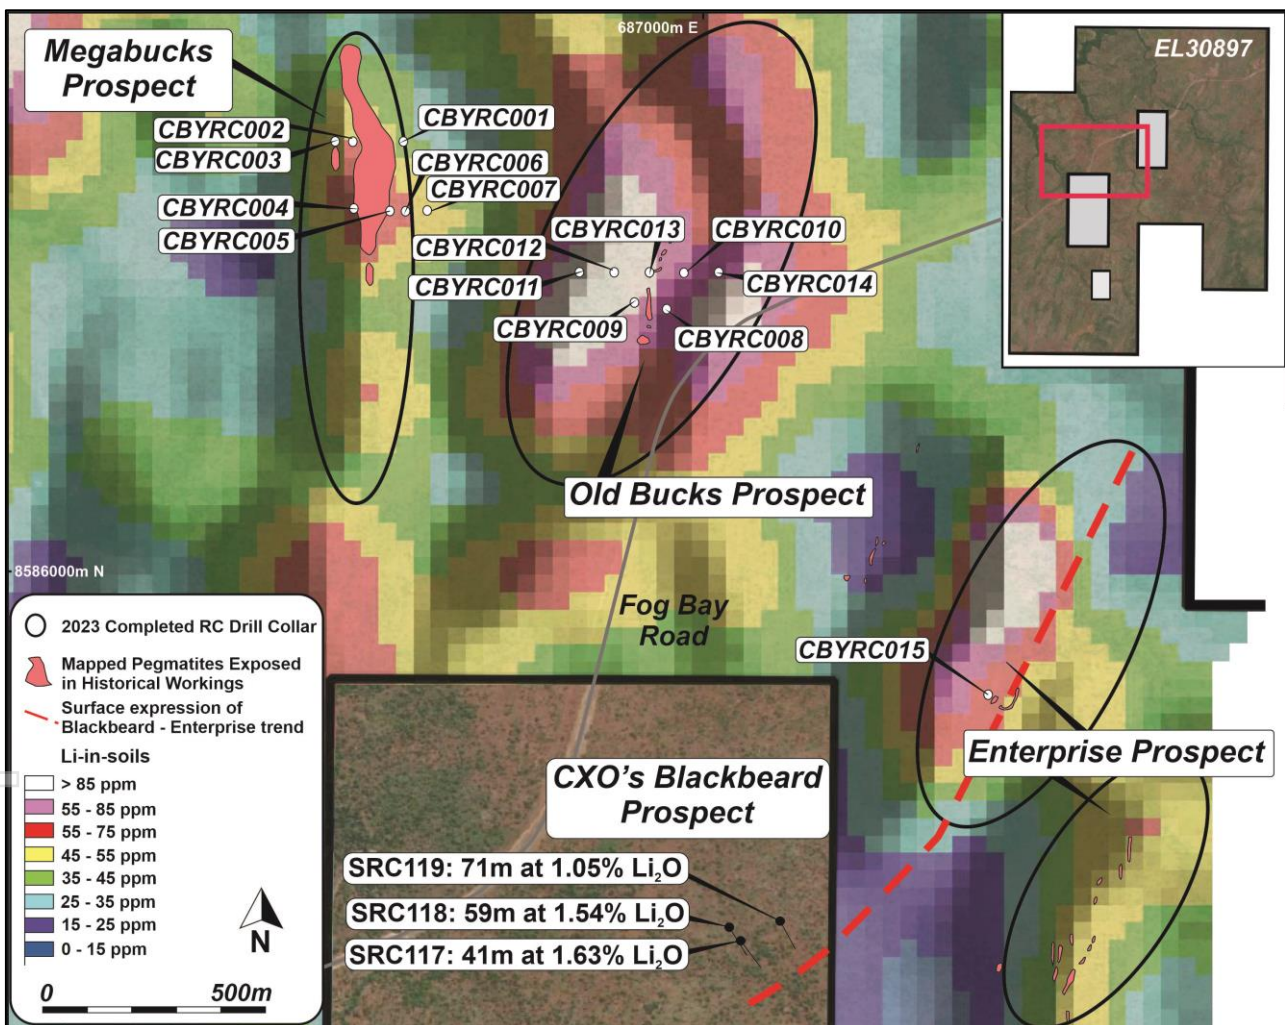 687000m E
EL30897
Megabucks
Prospect
CBYRC002
CBYRC001
CBYRC003
CBYRC006
CBYRC007
CBYRC004
CBYRC005
CBYRC013
CBYRC010
CBYRC012
CBYRC011
CBYRC014
CBYRC009
CBYRC008
Old Bucks Prospect
8586000m N
Fog Bay
Road
CBYRC015
Enterprise Prospect
2023 Completed RC Drill Collar
Mapped Pegmatites Exposed
in Historical Workings
Surface expression of
Blackbeard - Enterprise trend
Li-in-soils
> 85 ppm
55 - 85 ppm
55 - 75 ppm
45 - 55 ppm
35 - 45 ppm
25 - 35 ppm
15 - 25 ppm
0 - 15 ppm
N
0 500m
CXO's Blackbeard
Prospect
SRC119: 71m at 1.05% Li₂O
SRC118: 59m at 1.54% Li₂O
SRC117: 41m at 1.63% Li₂O